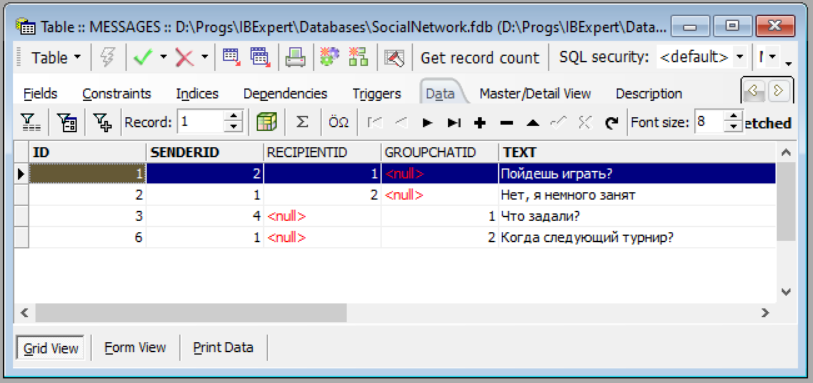 Table :: MESSAGES :: D:\Progs\IBExpert\Databases\SocialNetwork.fdb (D:\Progs\IBExpert\Data...
Table Get record count SQL security: <default>
Fields Constraints Indices Dependencies Triggers Data Master/Detail View Description
Record: 1 Σ ÖΩ Font size: 8 etched
ID SENDERID RECIPIENTID GROUPCHATID TEXT
1 2 1 <null> Пойдешь играть?
2 1 2 <null> Нет, я немного занят
3 4 <null> 1 Что задали?
6 1 <null> 2 Когда следующий турнир?
Grid View Form View Print Data